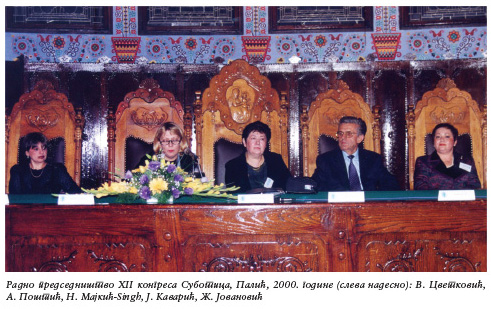 Радно председништво XII конгреса Суботица, Палић, 2000. године (слева надесно): В. Цветковић,
А. Поштић, Н. Мајкић-Singh, Ј. Каварић, Ж. Јовановић